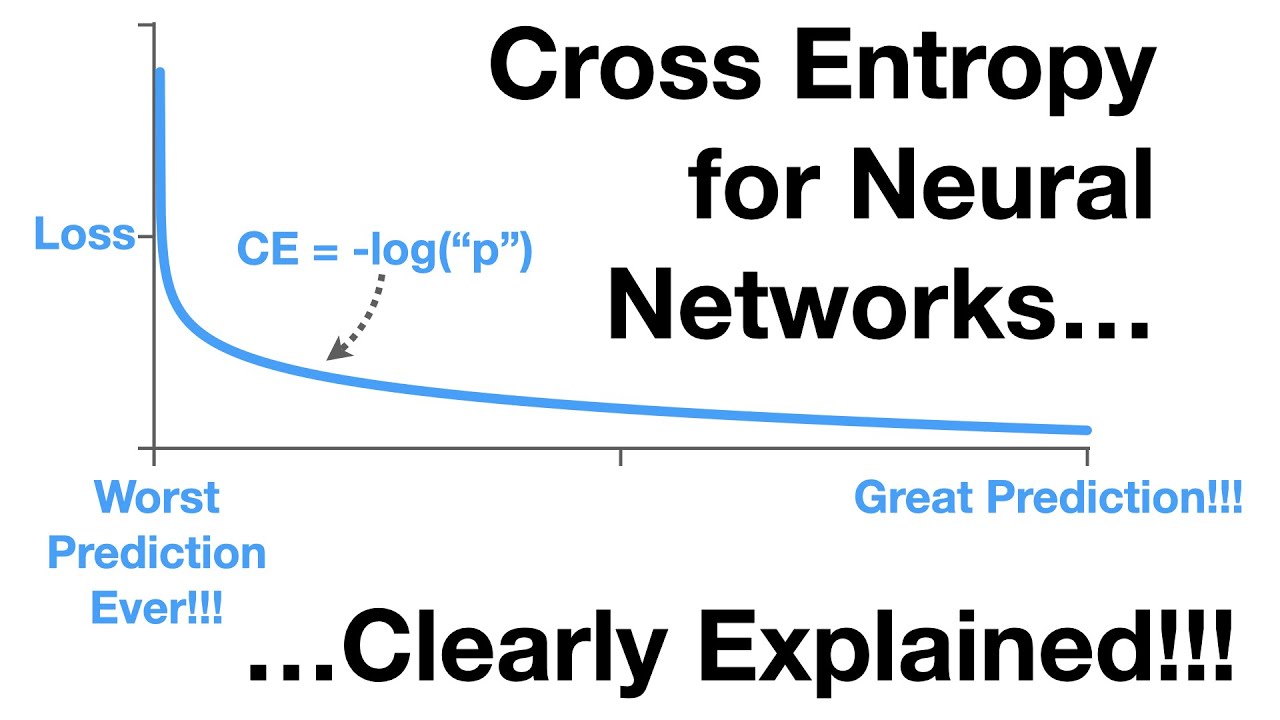 Cross Entropy
for Neural
Networks…
Loss
CE = -log(“p”)
Worst
Prediction
Ever!!!
Great Prediction!!!
…Clearly Explained!!!